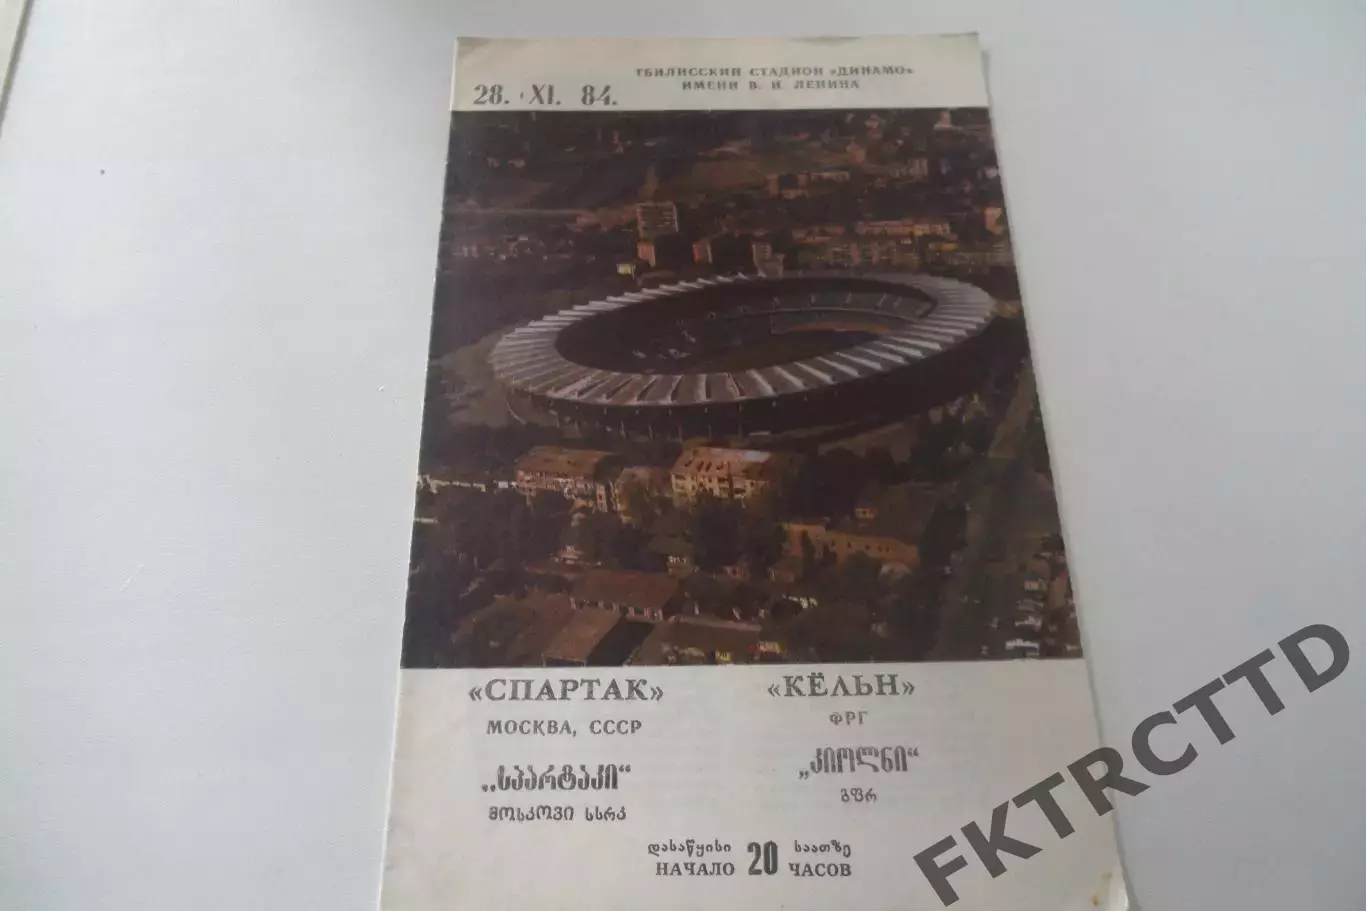 ТБИЛИССКИЙ СТАДИОН «ДИНАМО»
ИМЕНИ В. И. ЛЕНИНА
28. XI. 84.
«СПАРТАК»
МОСКВА, СССР
„სპარტაკი“
მოსკოვი სსრკ
«КЁЛЬН»
ФРГ
„კიოლნი“
გფრ
დასაწყისი 20 საათზე
НАЧАЛО ЧАСОВ
FKTRCTTD